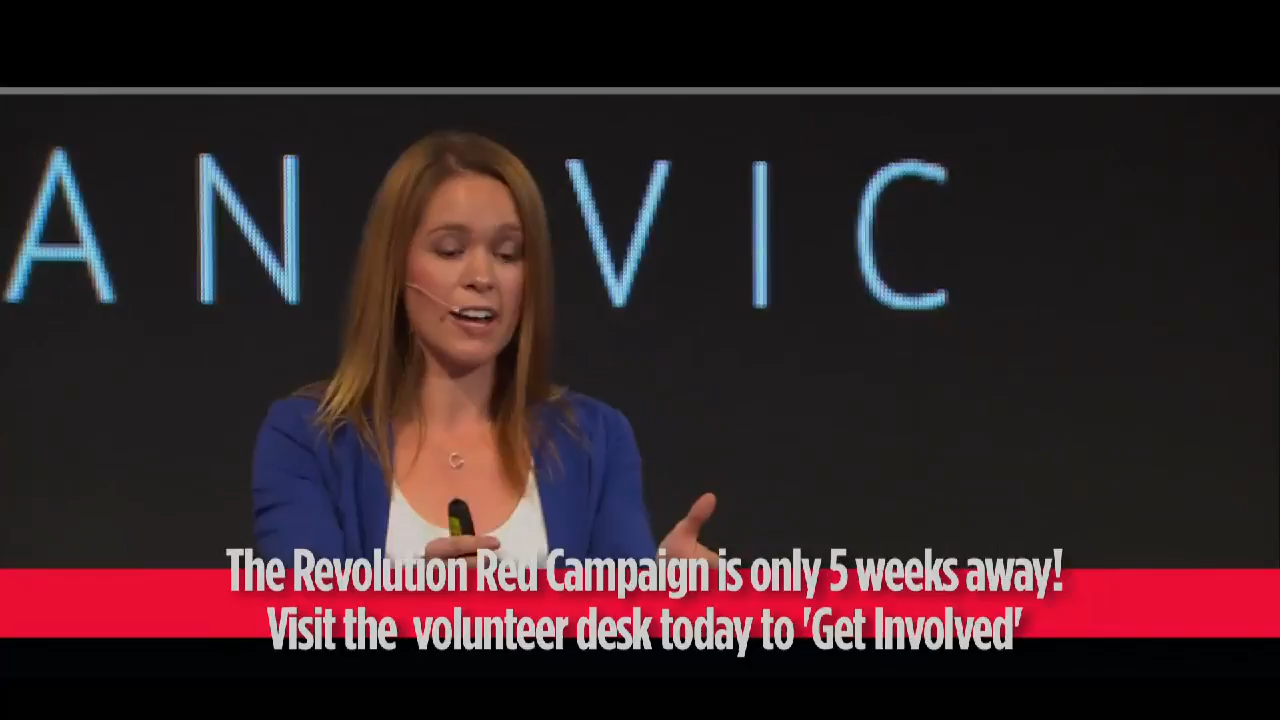 AN VIC
The Revolution Red Campaign is only 5 weeks away!
Visit the volunteer desk today to 'Get Involved'